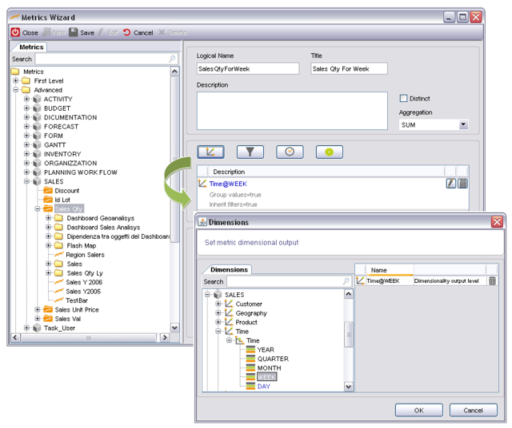 Metrics Wizard
Close
Save
Cancel
Metrics
Search
Metrics
First Level
Advanced
ACTIVITY
BUDGET
DICUMENTATION
FORECAST
FORM
GANTT
INVENTORY
ORGANIZZATION
PLANNING WORK FLOW
SALES
Discount
Id Lot
Sales Qty
Dashboard Geoanalisys
Dashboard Sales Analisys
Dipendenza fra oggetti del Dashboard
Flash Map
Region Salers
Sales
Sales Qty Ly
Sales Y 2006
Sales Y2005
TestBar
Sales Unit Price
Sales Val
Task_User
Logical Name
Title
SalesQtyForWeek
Sales Qty For Week
Description
Distinct
Aggregation
SUM
Description
Time@WEEK
Group values=true
Inherit filters=true
Dimensions
Set metric dimensional output
Dimensions
Search
SALES
Customer
Geography
Product
Time
Time
YEAR
QUARTER
MONTH
WEEK
DAY
Name
Time@WEEK Dimensionality output level
OK Cancel